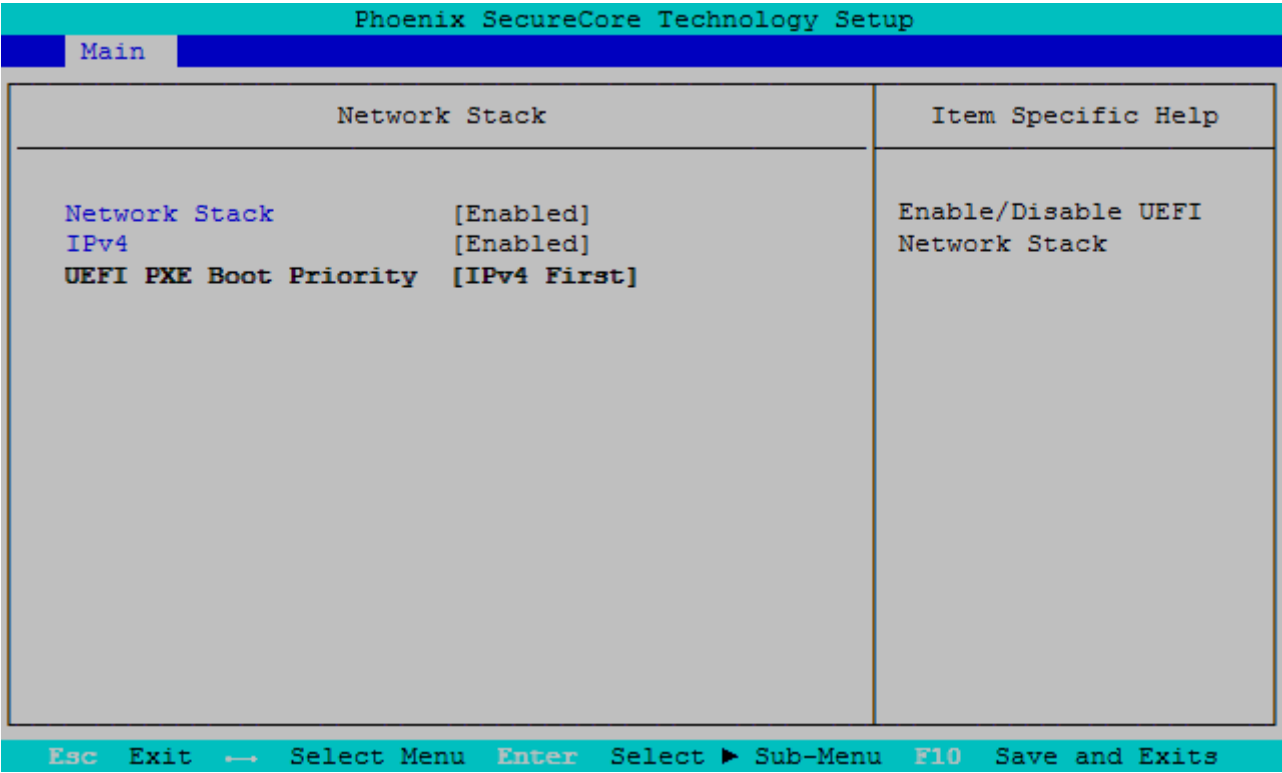 Phoenix SecureCore Technology Setup
Main
Network Stack
Item Specific Help
Network Stack [Enabled]
IPv4 [Enabled]
UEFI PXE Boot Priority [IPv4 First]
Enable/Disable UEFI
Network Stack
Esc Exit ←→ Select Menu Enter Select ► Sub-Menu F10 Save and Exits